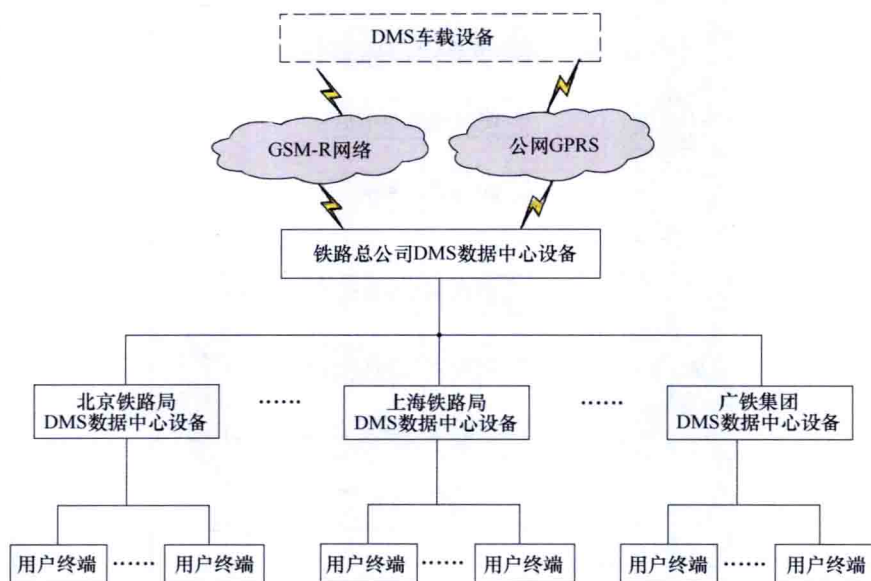 DMS车载设备
GSM-R网络
公网GPRS
铁路总公司DMS数据中心设备
北京铁路局
DMS数据中心设备
……
上海铁路局
DMS数据中心设备
……
广铁集团
DMS数据中心设备
用户终端
……
用户终端
用户终端
……
用户终端
用户终端
……
用户终端